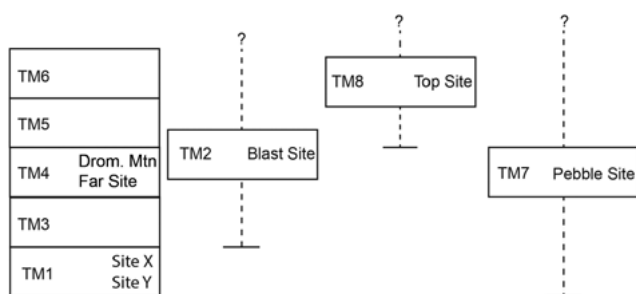 ?
?
?
TM6
TM8 Top Site
TM5
TM2 Blast Site
TM4 Drom. Mtn
Far Site
TM7 Pebble Site
TM3
TM1 Site X
Site Y